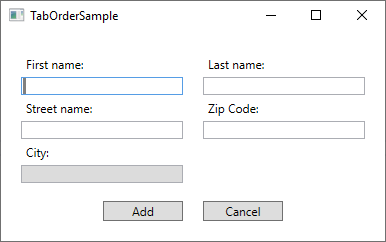 TabOrderSample
First name: Last name:
Street name: Zip Code:
City:
Add Cancel